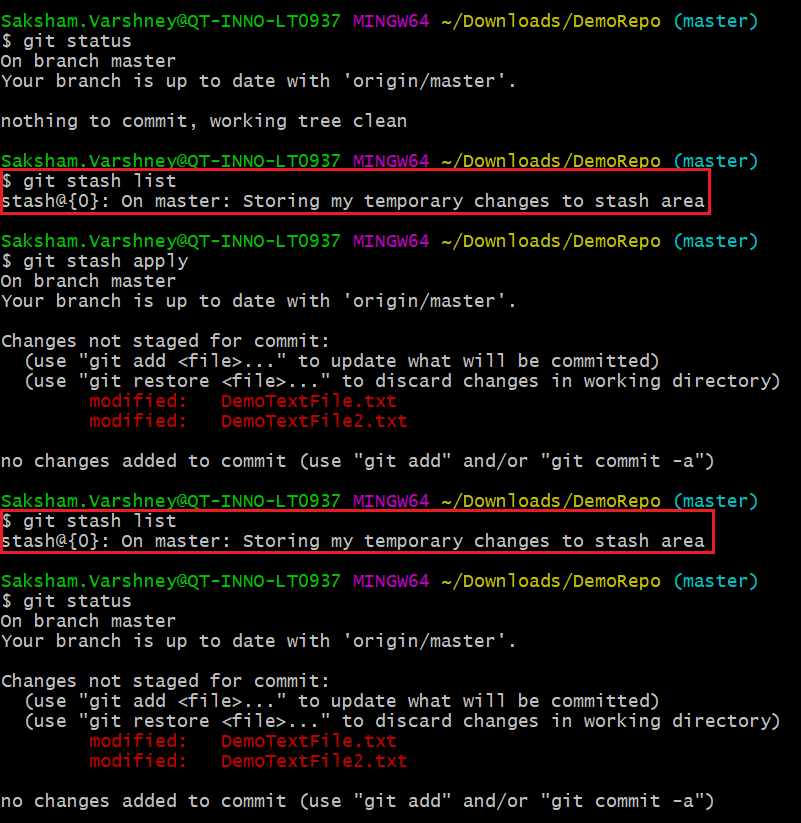 Saksham.Varshney@QT-INNO-LT0937 MINGW64 ~/Downloads/DemoRepo (master)
$ git status
On branch master
Your branch is up to date with 'origin/master'.
nothing to commit, working tree clean
Saksham.Varshney@QT-INNO-LT0937 MINGW64 ~/Downloads/DemoRepo (master)
$ git stash list
stash@{0}: On master: Storing my temporary changes to stash area
Saksham.Varshney@QT-INNO-LT0937 MINGW64 ~/Downloads/DemoRepo (master)
$ git stash apply
On branch master
Your branch is up to date with 'origin/master'.
Changes not staged for commit:
  (use "git add <file>..." to update what will be committed)
  (use "git restore <file>..." to discard changes in working directory)
        modified:   DemoTextFile.txt
        modified:   DemoTextFile2.txt
no changes added to commit (use "git add" and/or "git commit -a")
Saksham.Varshney@QT-INNO-LT0937 MINGW64 ~/Downloads/DemoRepo (master)
$ git stash list
stash@{0}: On master: Storing my temporary changes to stash area
Saksham.Varshney@QT-INNO-LT0937 MINGW64 ~/Downloads/DemoRepo (master)
$ git status
On branch master
Your branch is up to date with 'origin/master'.
Changes not staged for commit:
  (use "git add <file>..." to update what will be committed)
  (use "git restore <file>..." to discard changes in working directory)
        modified:   DemoTextFile.txt
        modified:   DemoTextFile2.txt
no changes added to commit (use "git add" and/or "git commit -a")